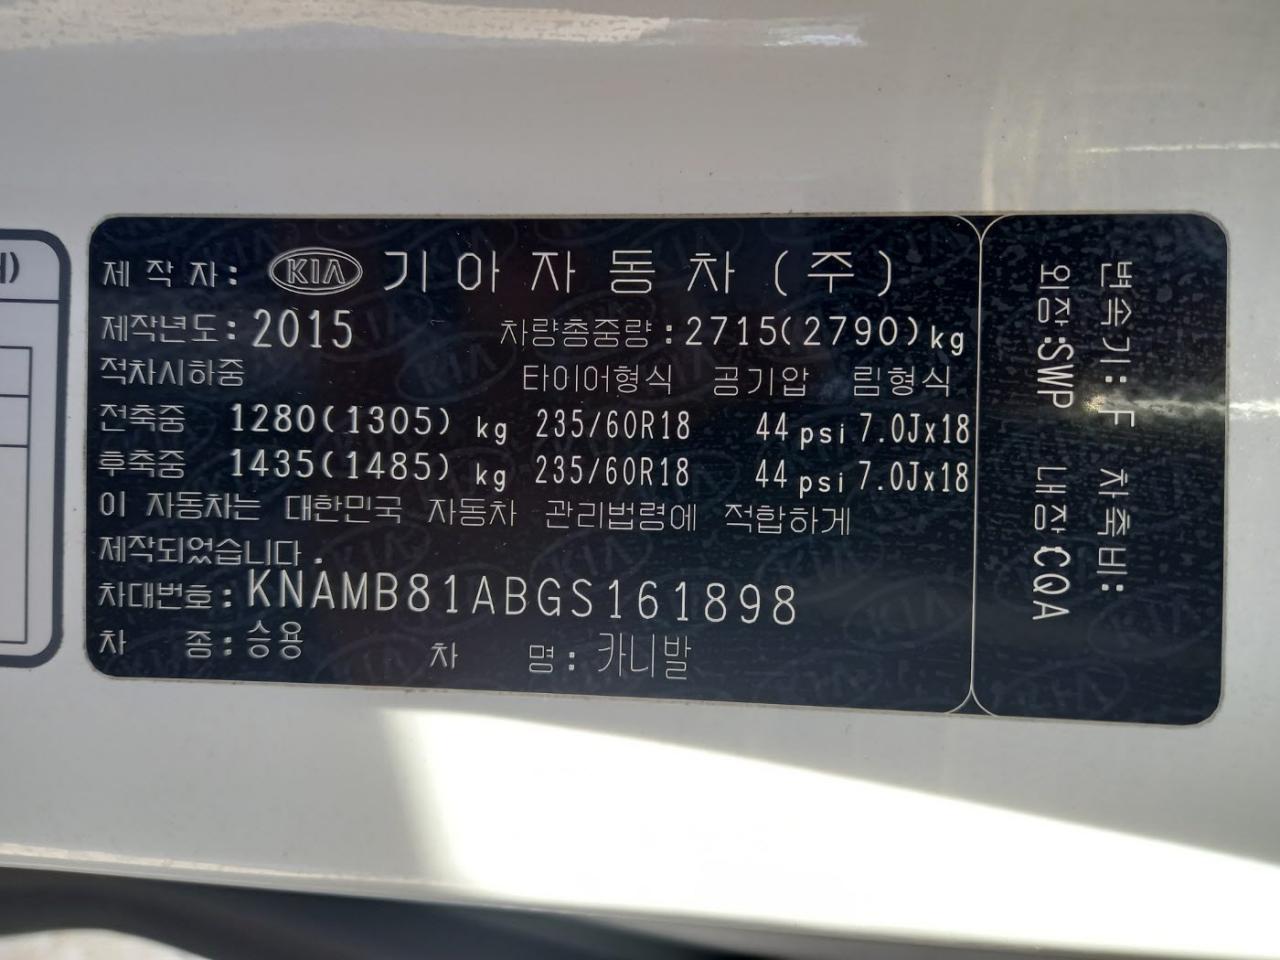 제 작 자 : KIA 기 아 자 동 차 ( 주 )
제작년도 : 2015 차량총중량 : 2715(2790) kg
적차시하중 타이어형식 공기압 림형식
전축중 1280(1305) kg 235/60R18 44 psi 7.0Jx18
후축중 1435(1485) kg 235/60R18 44 psi 7.0Jx18
이 자동차는 대한민국 자동차 관리법령에 적합하게
제작되었습니다.
차대번호 : KNAMB81ABGS161898
차 종 : 승용 차 명 : 카니발
변속기 : F 차축비 :
외장:SWP 내장CQA